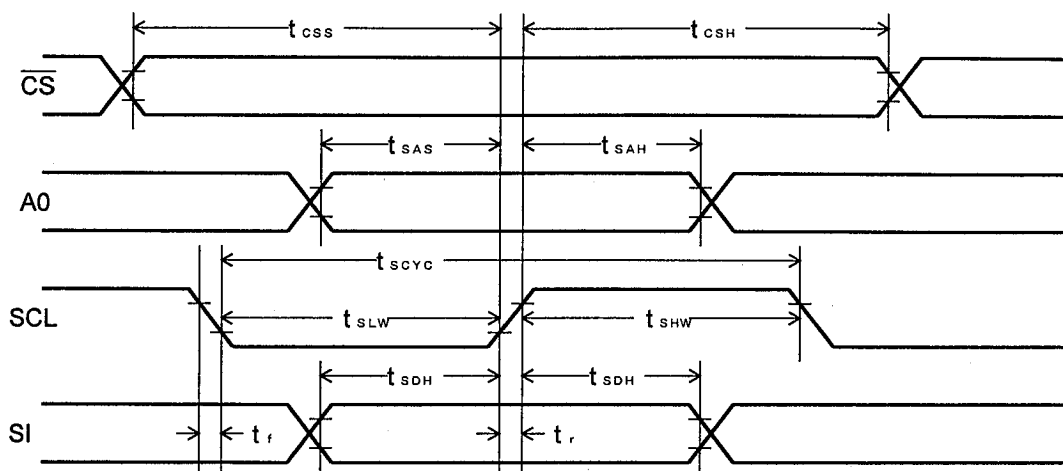 t CSS t CSH
CS
t SAS t SAH
A0
t SCYC
SCL
t SLW t SHW
t SDH t SDH
SI
t f t r